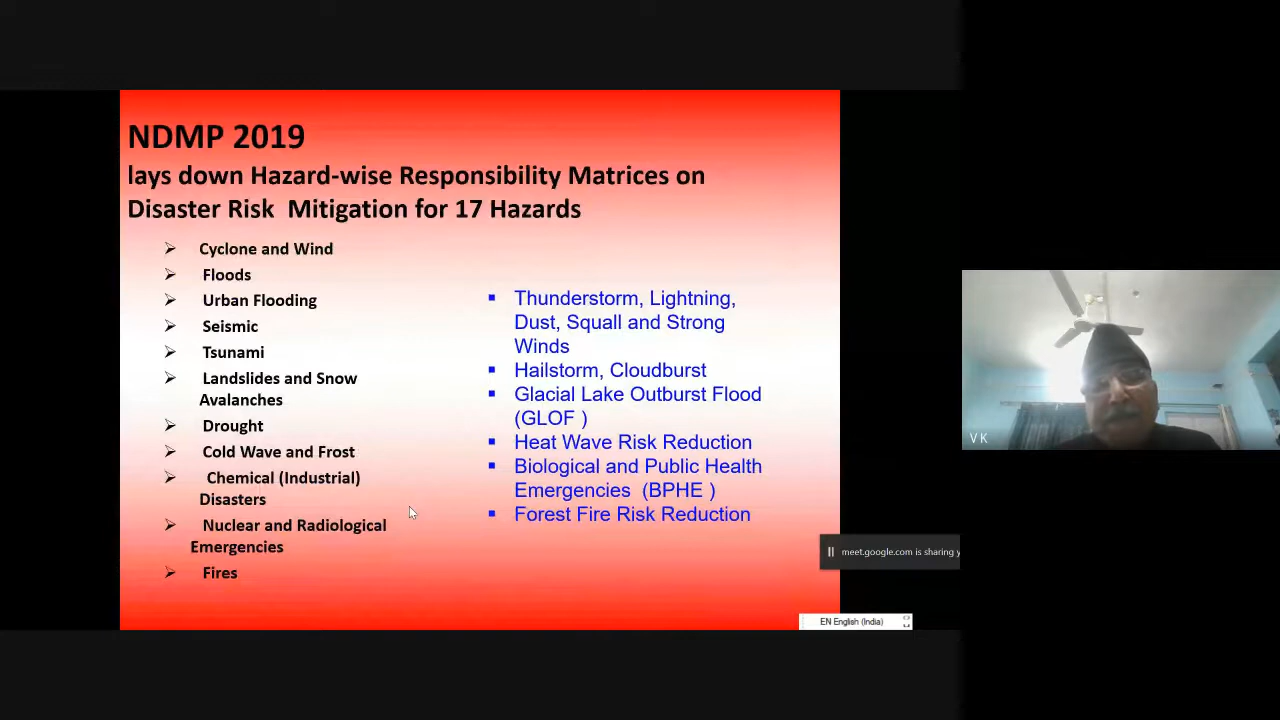 NDMP 2019
lays down Hazard-wise Responsibility Matrices on
Disaster Risk Mitigation for 17 Hazards
Cyclone and Wind
Floods
Urban Flooding
Seismic
Tsunami
Landslides and Snow
Avalanches
Drought
Cold Wave and Frost
Chemical (Industrial)
Disasters
Nuclear and Radiological
Emergencies
Fires
Thunderstorm, Lightning,
Dust, Squall and Strong
Winds
Hailstorm, Cloudburst
Glacial Lake Outburst Flood
(GLOF )
Heat Wave Risk Reduction
Biological and Public Health
Emergencies (BPHE )
Forest Fire Risk Reduction
meet.google.com is sharing y
EN English (India)
V K